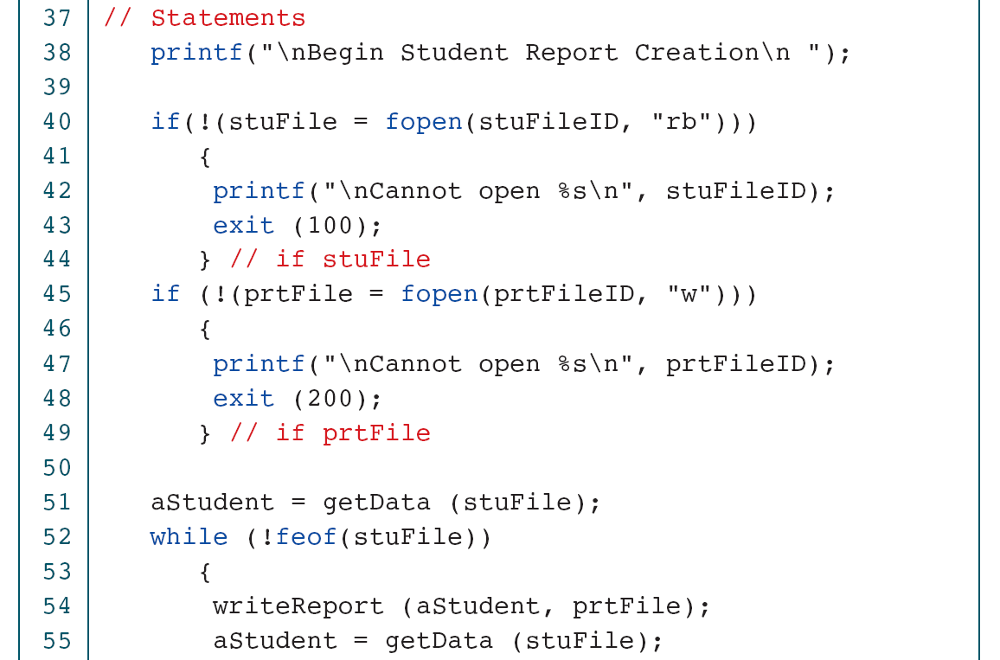 37 // Statements
38    printf("\nBegin Student Report Creation\n ");
39
40    if(!(stuFile = fopen(stuFileID, "rb")))
41       {
42        printf("\nCannot open %s\n", stuFileID);
43        exit (100);
44       } // if stuFile
45    if (!(prtFile = fopen(prtFileID, "w")))
46       {
47        printf("\nCannot open %s\n", prtFileID);
48        exit (200);
49       } // if prtFile
50
51    aStudent = getData (stuFile);
52    while (!feof(stuFile))
53       {
54        writeReport (aStudent, prtFile);
55        aStudent = getData (stuFile);